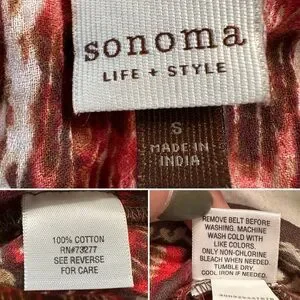 sonoma
LIFE + STYLE
S
MADE IN
INDIA
100% COTTON
RN#73277
SEE REVERSE
FOR CARE
REMOVE BELT BEFORE
WASHING. MACHINE
WASH COLD WITH
LIKE COLORS.
ONLY NON-CHLORINE
BLEACH WHEN NEEDED.
TUMBLE DRY
COOL IRON IF NEEDED.